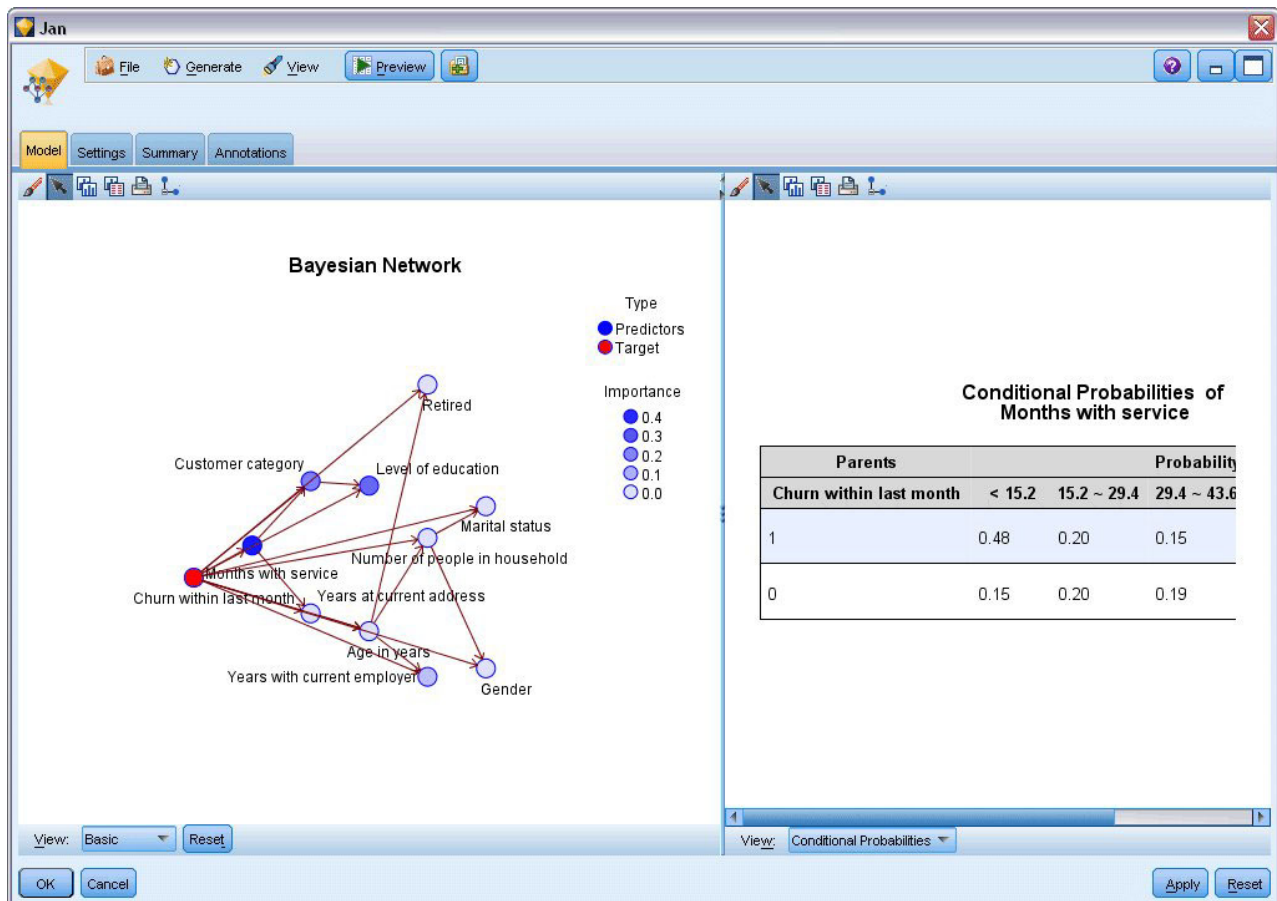 Jan
File Generate View Preview
Model Settings Summary Annotations
Bayesian Network
Type
Predictors
Target
Importance
0.4
0.3
0.2
0.1
0.0
Retired
Customer category
Level of education
Marital status
Number of people in household
Months with service
Churn within last month
Years at current address
Age in years
Years with current employer
Gender
View: Basic Reset
Conditional Probabilities of
Months with service
Parents Probability
Churn within last month < 15.2 15.2 ~ 29.4 29.4 ~ 43.6
1 0.48 0.20 0.15
0 0.15 0.20 0.19
View: Conditional Probabilities
OK Cancel Apply Reset